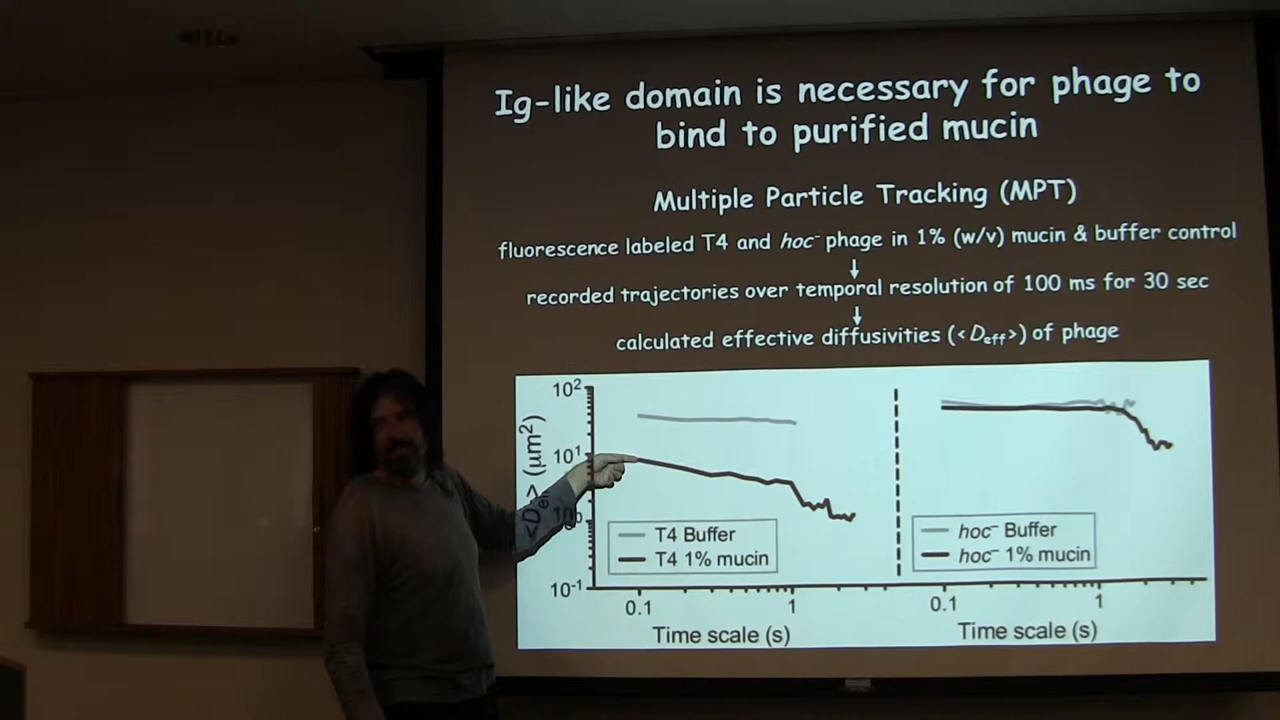 Ig-like domain is necessary for phage to
bind to purified mucin
Multiple Particle Tracking (MPT)
fluorescence labeled T4 and hoc⁻ phage in 1% (w/v) mucin & buffer control
↓
recorded trajectories over temporal resolution of 100 ms for 30 sec
↓
calculated effective diffusivities (<D_eff>) of phage
<D_eff> (µm²)
10²
10¹
10⁰
10⁻¹
T4 Buffer
T4 1% mucin
0.1 1
Time scale (s)
hoc⁻ Buffer
hoc⁻ 1% mucin
0.1 1
Time scale (s)